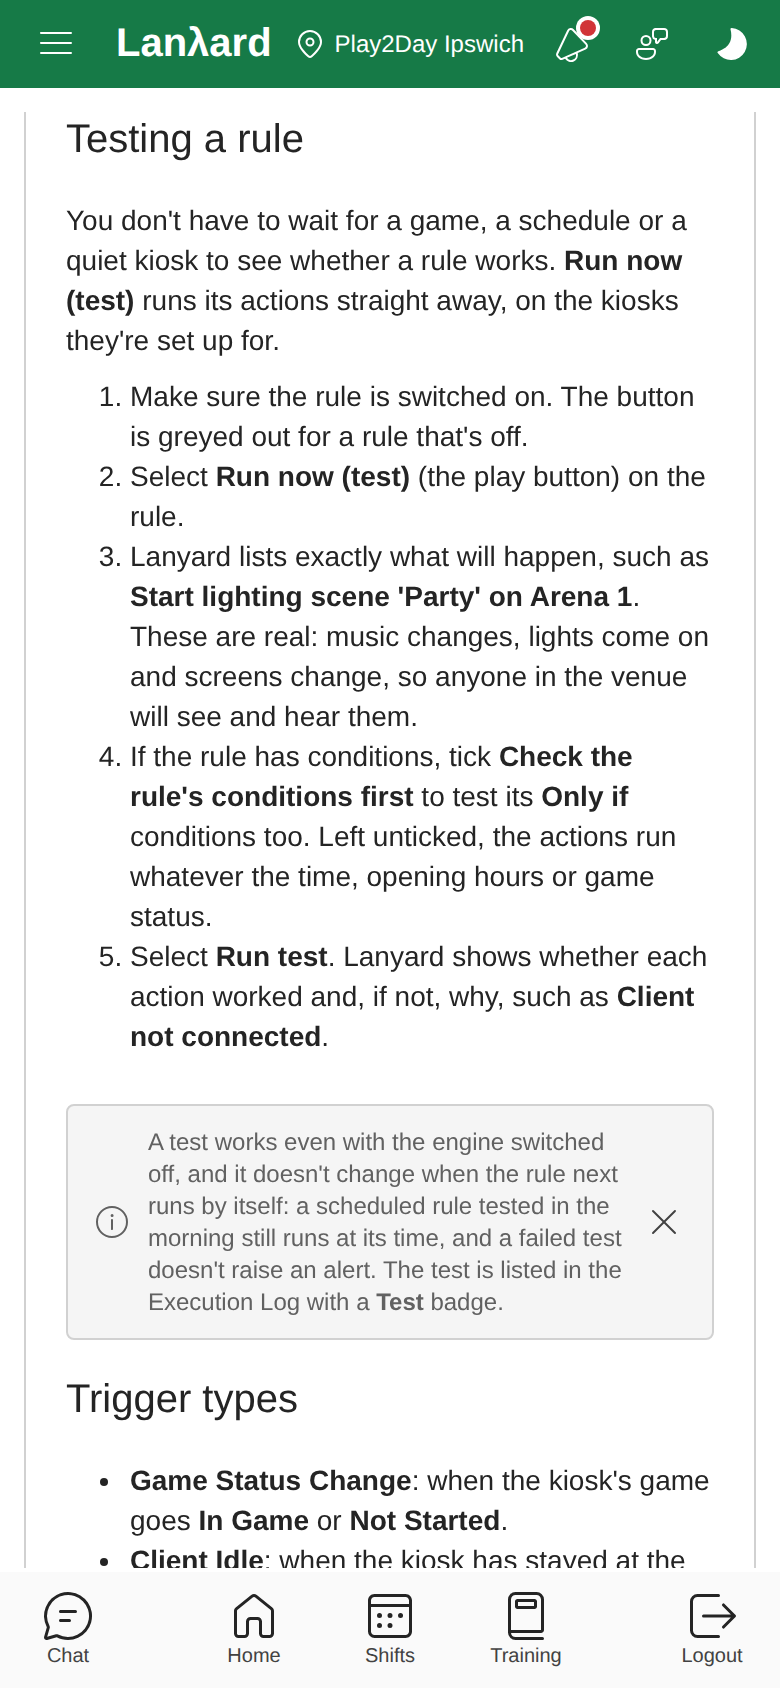 Lanλard
Play2Day Ipswich
Testing a rule
You don't have to wait for a game, a schedule or a
quiet kiosk to see whether a rule works. Run now
(test) runs its actions straight away, on the kiosks
they're set up for.
1. Make sure the rule is switched on. The button
is greyed out for a rule that's off.
2. Select Run now (test) (the play button) on the
rule.
3. Lanyard lists exactly what will happen, such as
Start lighting scene 'Party' on Arena 1.
These are real: music changes, lights come on
and screens change, so anyone in the venue
will see and hear them.
4. If the rule has conditions, tick Check the
rule's conditions first to test its Only if
conditions too. Left unticked, the actions run
whatever the time, opening hours or game
status.
5. Select Run test. Lanyard shows whether each
action worked and, if not, why, such as Client
not connected.
A test works even with the engine switched
off, and it doesn't change when the rule next
runs by itself: a scheduled rule tested in the
morning still runs at its time, and a failed test
doesn't raise an alert. The test is listed in the
Execution Log with a Test badge.
Trigger types
• Game Status Change: when the kiosk's game
goes In Game or Not Started.
• Client Idle: when the kiosk has stayed at the
Chat
Home
Shifts
Training
Logout